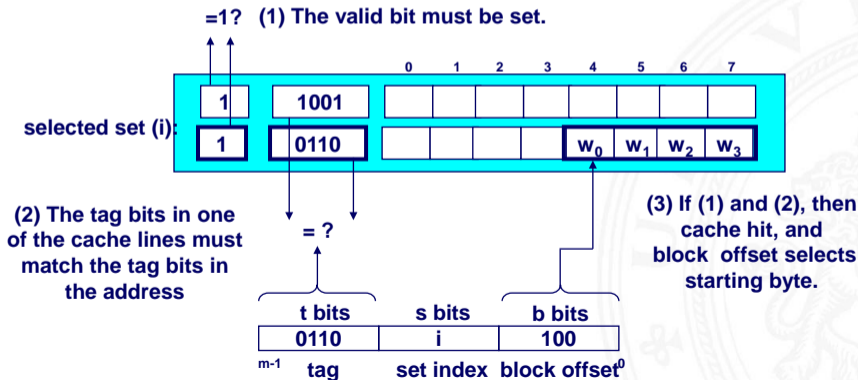 =1? (1) The valid bit must be set.
0 1 2 3 4 5 6 7
1 1001
selected set (i):
1 0110 w0 w1 w2 w3
(2) The tag bits in one
of the cache lines must
match the tag bits in
the address
= ?
(3) If (1) and (2), then
cache hit, and
block offset selects
starting byte.
t bits s bits b bits
0110 i 100
m-1 tag set index block offset 0